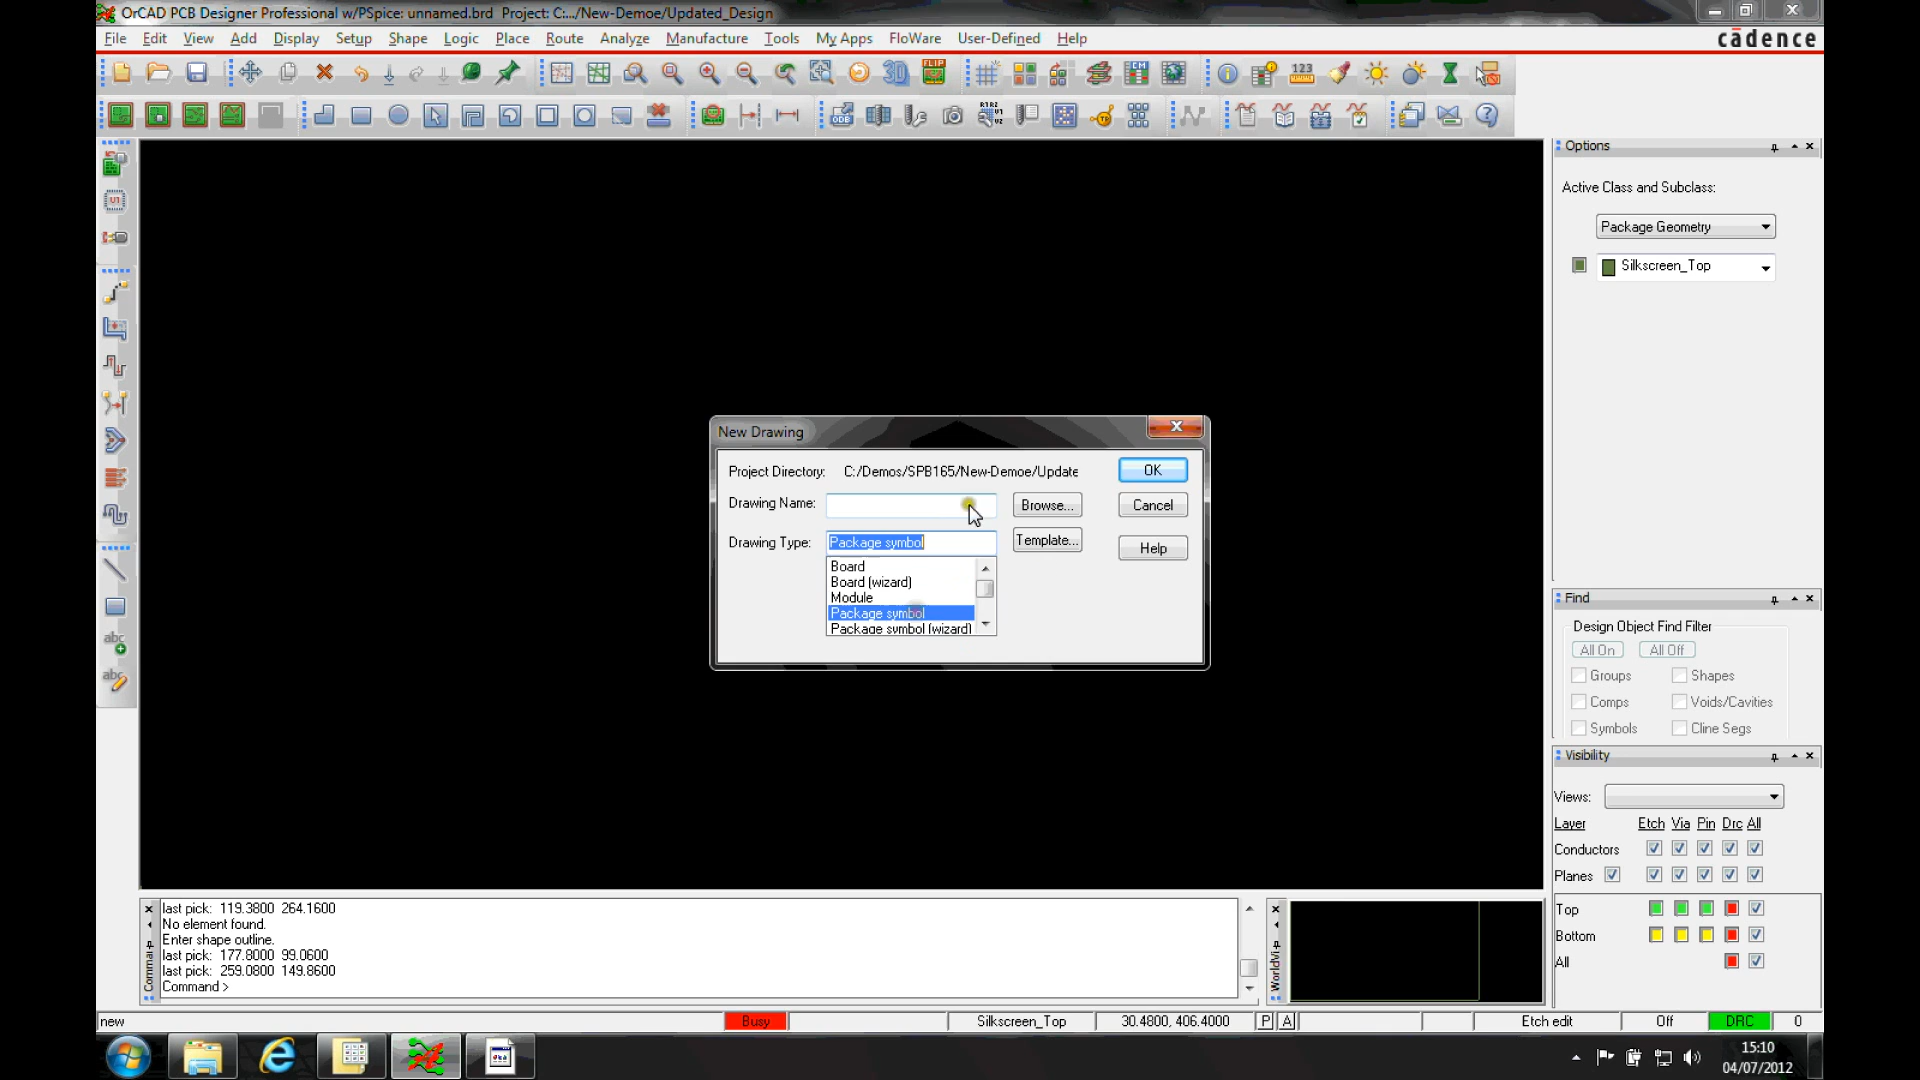 OrCAD PCB Designer Professional w/PSpice: unnamed.brd Project: C:.../New-Demoe/Updated_Design
File Edit View Add Display Setup Shape Logic Place Route Analyze Manufacture Tools My Apps FloWare User-Defined Help
cādence
Options
Active Class and Subclass:
Package Geometry
Silkscreen_Top
New Drawing
Project Directory: C:/Demos/SPB165/New-Demoe/Update
OK
Drawing Name:
Browse...
Cancel
Drawing Type: Package symbol
Template...
Help
Board
Board (wizard)
Module
Package symbol
Package symbol (wizard)
Find
Design Object Find Filter
All On All Off
Groups Shapes
Comps Voids/Cavities
Symbols Cline Segs
Visibility
Views:
Layer Etch Via Pin Drc All
Conductors
Planes
Top
Bottom
All
last pick: 119.3800 264.1600
No element found.
Enter shape outline.
last pick: 177.8000 99.0600
last pick: 259.0800 149.8600
Command >
new Busy Silkscreen_Top 30.4800, 406.4000 P A Etch edit Off DRC 0
15:10
04/07/2012